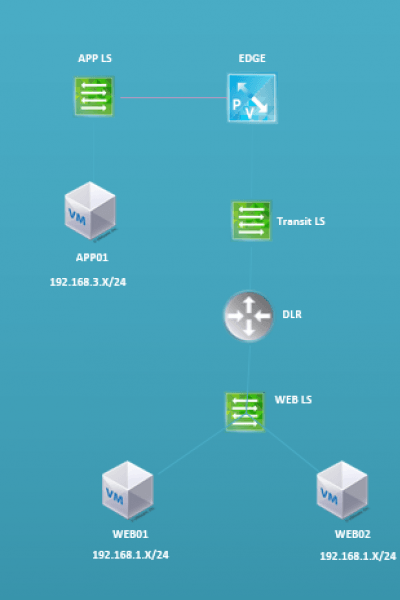 APP LS
EDGE
P
V
Transit LS
VM
APP01
192.168.3.X/24
DLR
WEB LS
VM
VM
WEB01
WEB02
192.168.1.X/24
192.168.1.X/24